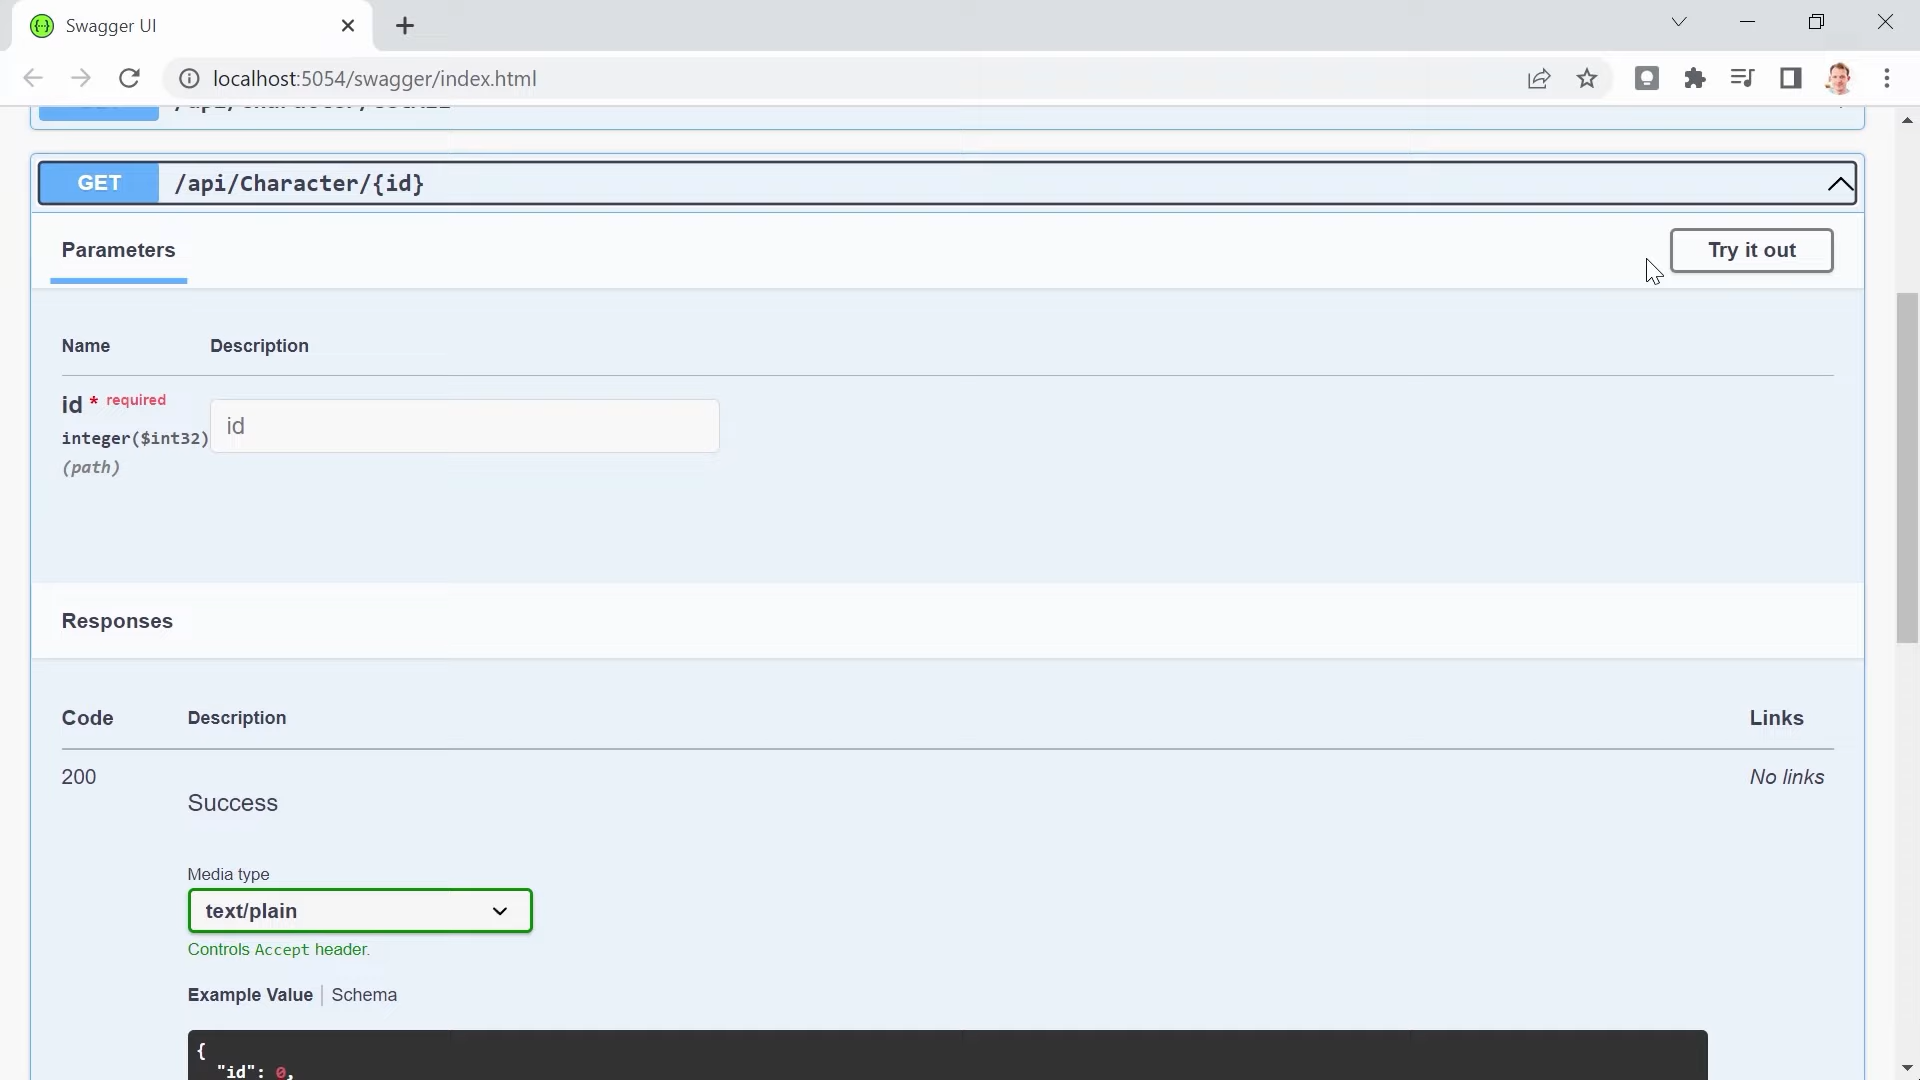 Swagger UI
localhost:5054/swagger/index.html
GET /api/Character/{id}
Parameters
Try it out
Name Description
id * required
integer($int32)
(path)
id
Responses
Code Description Links
200
Success
No links
Media type
text/plain
Controls Accept header.
Example Value | Schema
{
"id": 0,